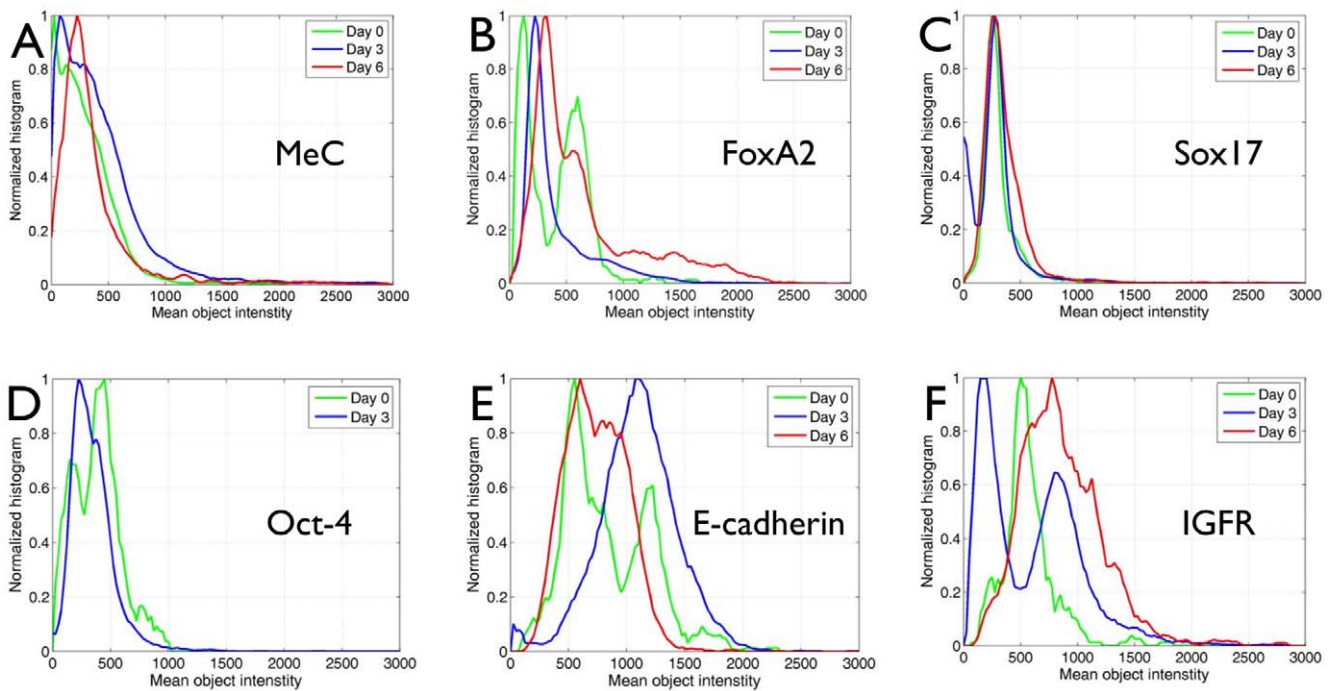 A
Normalized histogram
1
0.8
0.6
0.4
0.2
0
0 500 1000 1500 2000 2500 3000
Mean object intenstity
Day 0
Day 3
Day 6
MeC
B
Normalized histogram
1
0.8
0.6
0.4
0.2
0
0 500 1000 1500 2000 2500 3000
Mean object intenstity
Day 0
Day 3
Day 6
FoxA2
C
Normalized histogram
1
0.8
0.6
0.4
0.2
0
0 500 1000 1500 2000 2500 3000
Mean object intenstity
Day 0
Day 3
Day 6
Sox17
D
Normalized histogram
1
0.8
0.6
0.4
0.2
0
0 500 1000 1500 2000 2500 3000
Mean object intenstity
Day 0
Day 3
Oct-4
E
Normalized histogram
1
0.8
0.6
0.4
0.2
0
0 500 1000 1500 2000 2500 3000
Mean object intenstity
Day 0
Day 3
Day 6
E-cadherin
F
Normalized histogram
1
0.8
0.6
0.4
0.2
0
0 500 1000 1500 2000 2500 3000
Mean object intenstity
Day 0
Day 3
Day 6
IGFR